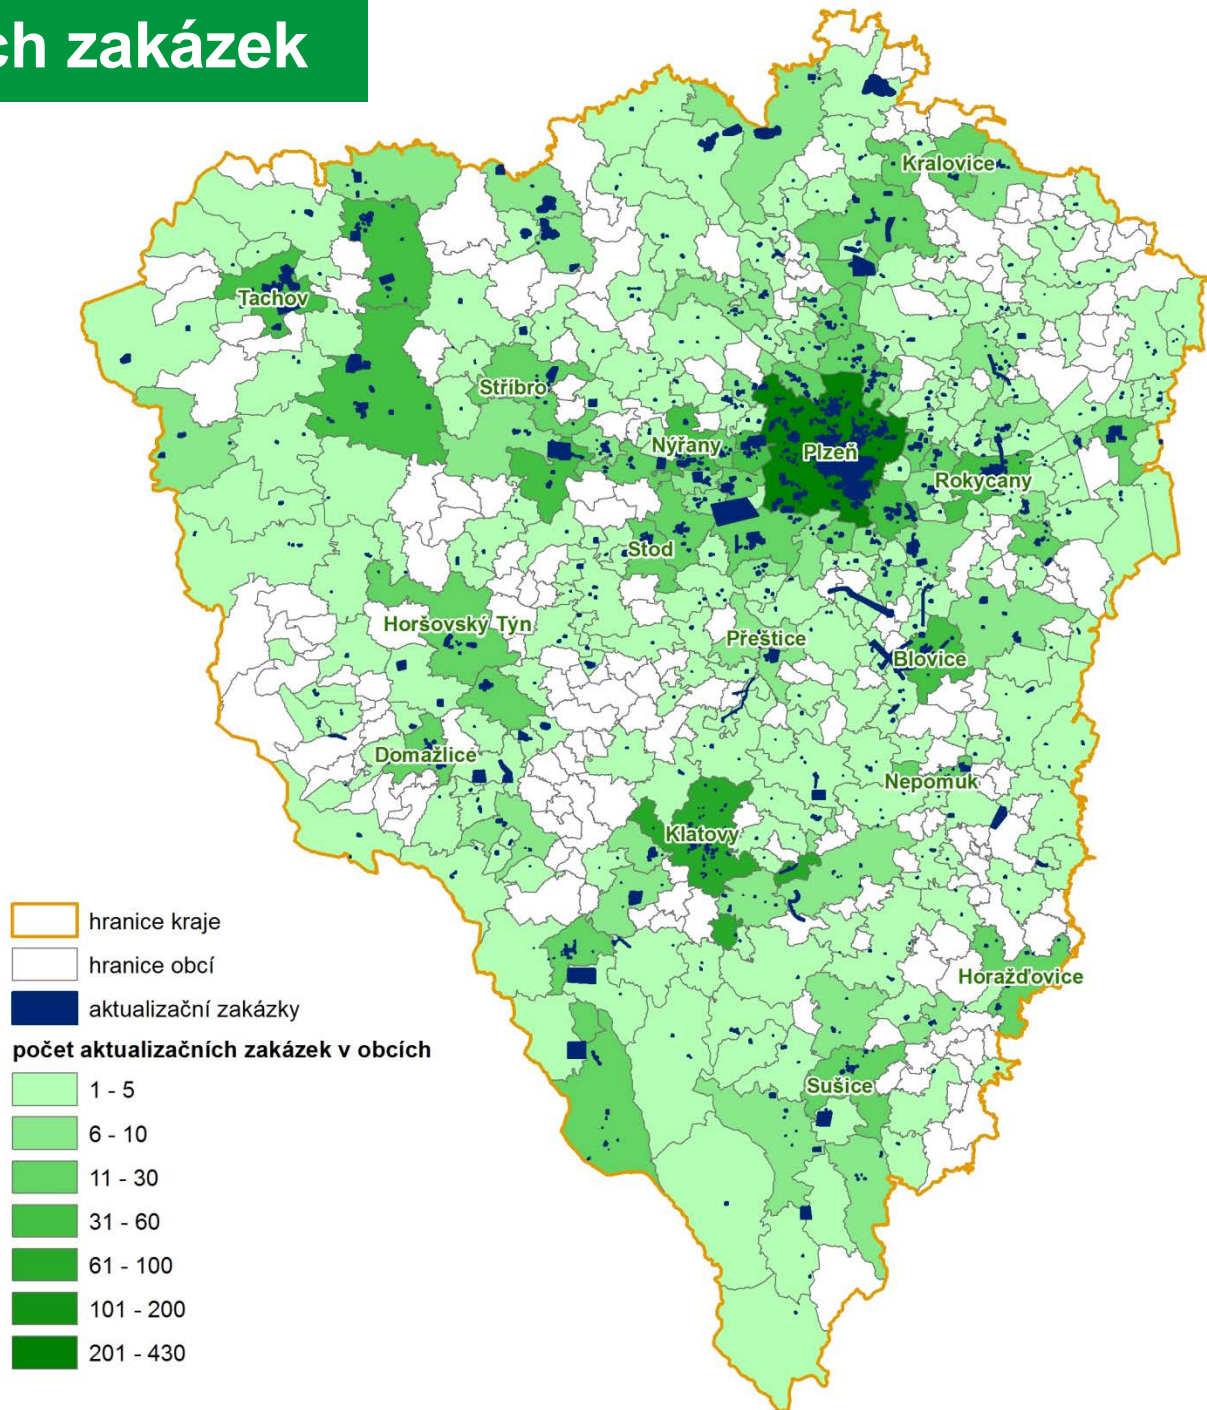 ch zakázek
Kralovice
Tachov
Stříbro
Nýřany
Plzeň
Rokycany
Stod
Horšovský Týn
Přeštice
Blovice
Domažlice
Nepomuk
Klatovy
Horažďovice
Sušice
hranice kraje
hranice obcí
aktualizační zakázky
počet aktualizačních zakázek v obcích
1 - 5
6 - 10
11 - 30
31 - 60
61 - 100
101 - 200
201 - 430